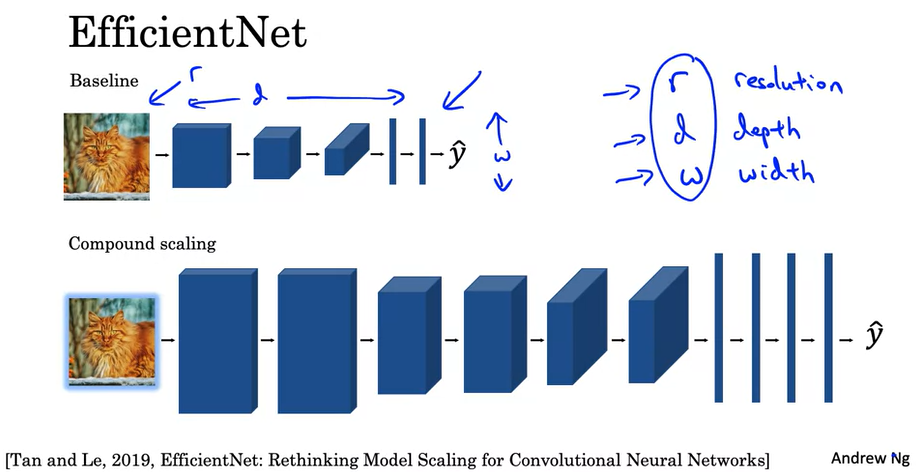 EfficientNet
Baseline
r
d
ŷ
w
r resolution
d depth
w width
Compound scaling
ŷ
[Tan and Le, 2019, EfficientNet: Rethinking Model Scaling for Convolutional Neural Networks]
Andrew Ng